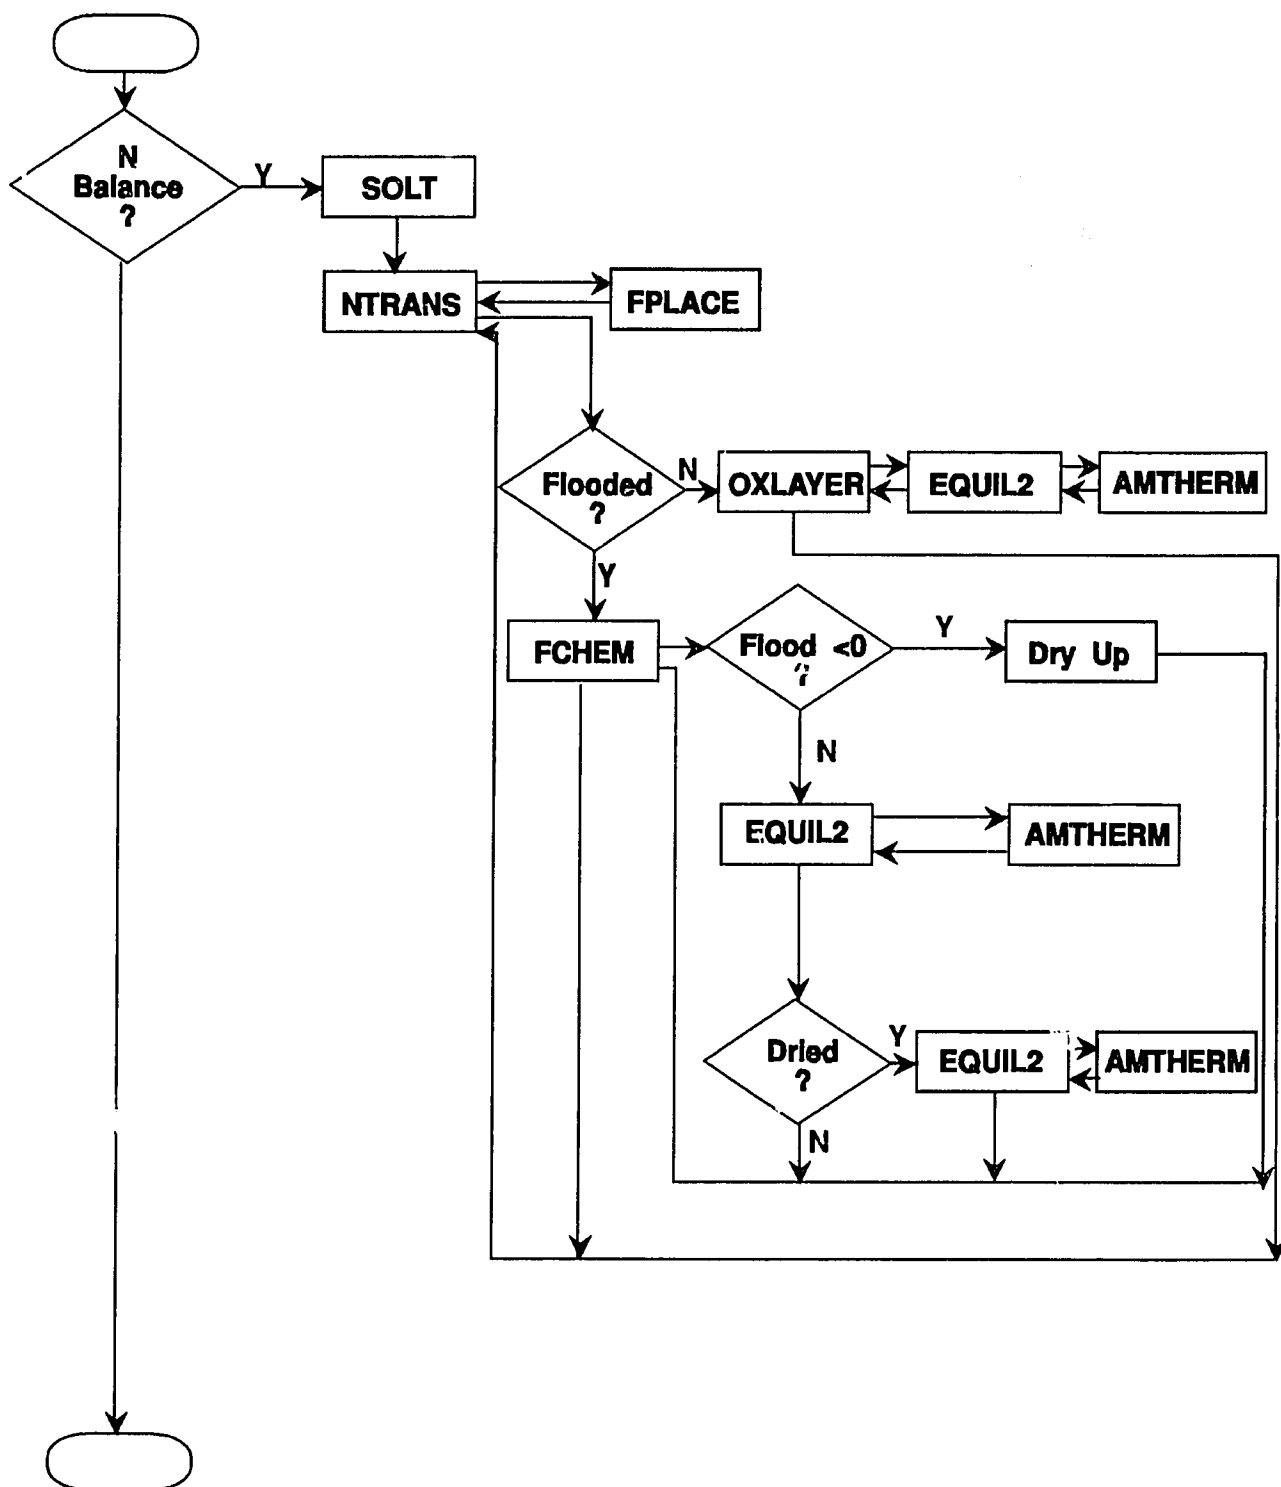 N
Balance
?
Y
SOLT
NTRANS
FPLACE
Flooded
?
N
OXLAYER
EQUIL2
AMTHERM
Y
FCHEM
Flood <0
?
Y
Dry Up
N
EQUIL2
AMTHERM
Dried
?
Y
EQUIL2
AMTHERM
N